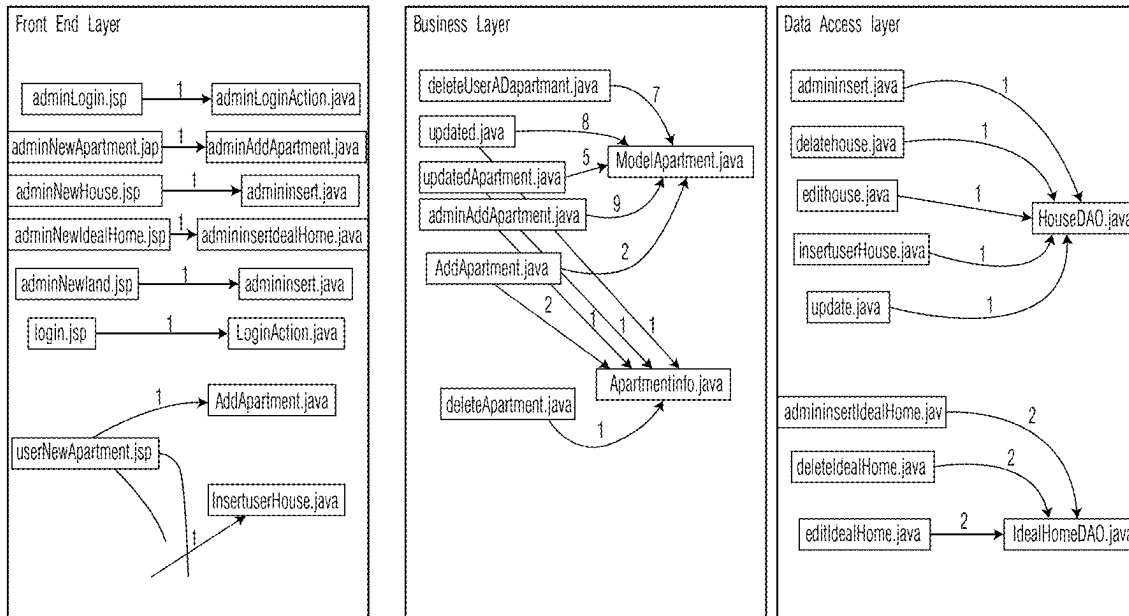 Front End Layer
adminLogin.jsp
1
adminLoginAction.java
adminNewApartment.jap
1
adminAddApartment.java
adminNewHouse.jsp
1
admininsert.java
adminNewIdealHome.jsp
1
admininsertdealHome.java
adminNewland.jsp
1
admininsert.java
login.jsp
1
LoginAction.java
1
AddApartment.java
userNewApartment.jsp
InsertuserHouse.java
1
Business Layer
deleteUserADapartmant.java
7
updated.java
8
ModelApartment.java
updatedApartment.java
5
adminAddApartment.java
9
AddApartment.java
2
2
1
1
1
Apartmentinfo.java
deleteApartment.java
1
Data Access layer
admininsert.java
1
delatehouse.java
1
edithouse.java
1
HouseDAO.java
insertuserHouse.java
1
update.java
1
admininsertIdealHome.jav
2
deleteIdealHome.java
2
editIdealHome.java
2
IdealHomeDAO.java